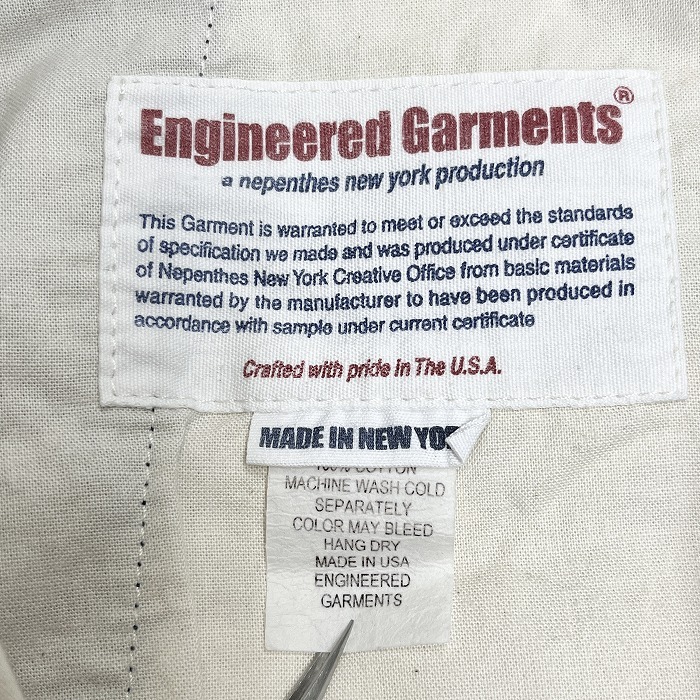 Engineered Garments®
a nepenthes new york production
This Garment is warranted to meet or exceed the standards
of specification we made and was produced under certificate
of Nepenthes New York Creative Office from basic materials
warranted by the manufacturer to have been produced in
accordance with sample under current certificate
Crafted with pride in The U.S.A.
MADE IN NEW
100% COTTON
MACHINE WASH COLD
SEPARATELY
COLOR MAY BLEED
HANG DRY
MADE IN USA
ENGINEERED
GARMENTS